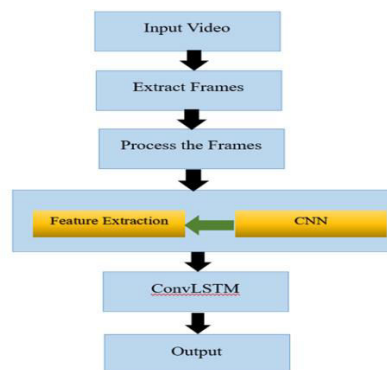 Input Video
Extract Frames
Process the Frames
Feature Extraction
CNN
ConvLSTM
Output